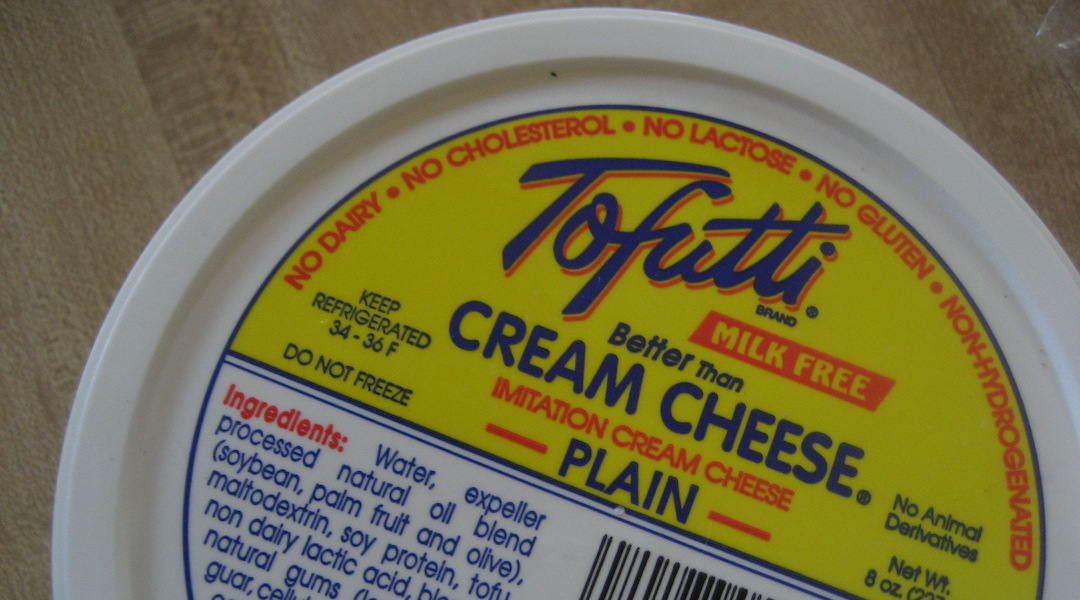 NO DAIRY • NO CHOLESTEROL • NO LACTOSE • NO GLUTEN • NON-HYDROGENATED
Tofutti®
BRAND
KEEP
REFRIGERATED
34 - 36 F
DO NOT FREEZE
MILK FREE
Better Than
CREAM CHEESE®
IMITATION CREAM CHEESE
PLAIN
No Animal
Derivatives
Net Wt.
8 oz.
Ingredients: Water, expeller
processed natural oil blend
(soybean, palm fruit and olive),
maltodextrin, soy protein, tofu,
non dairy lactic acid,
natural gums
guar,